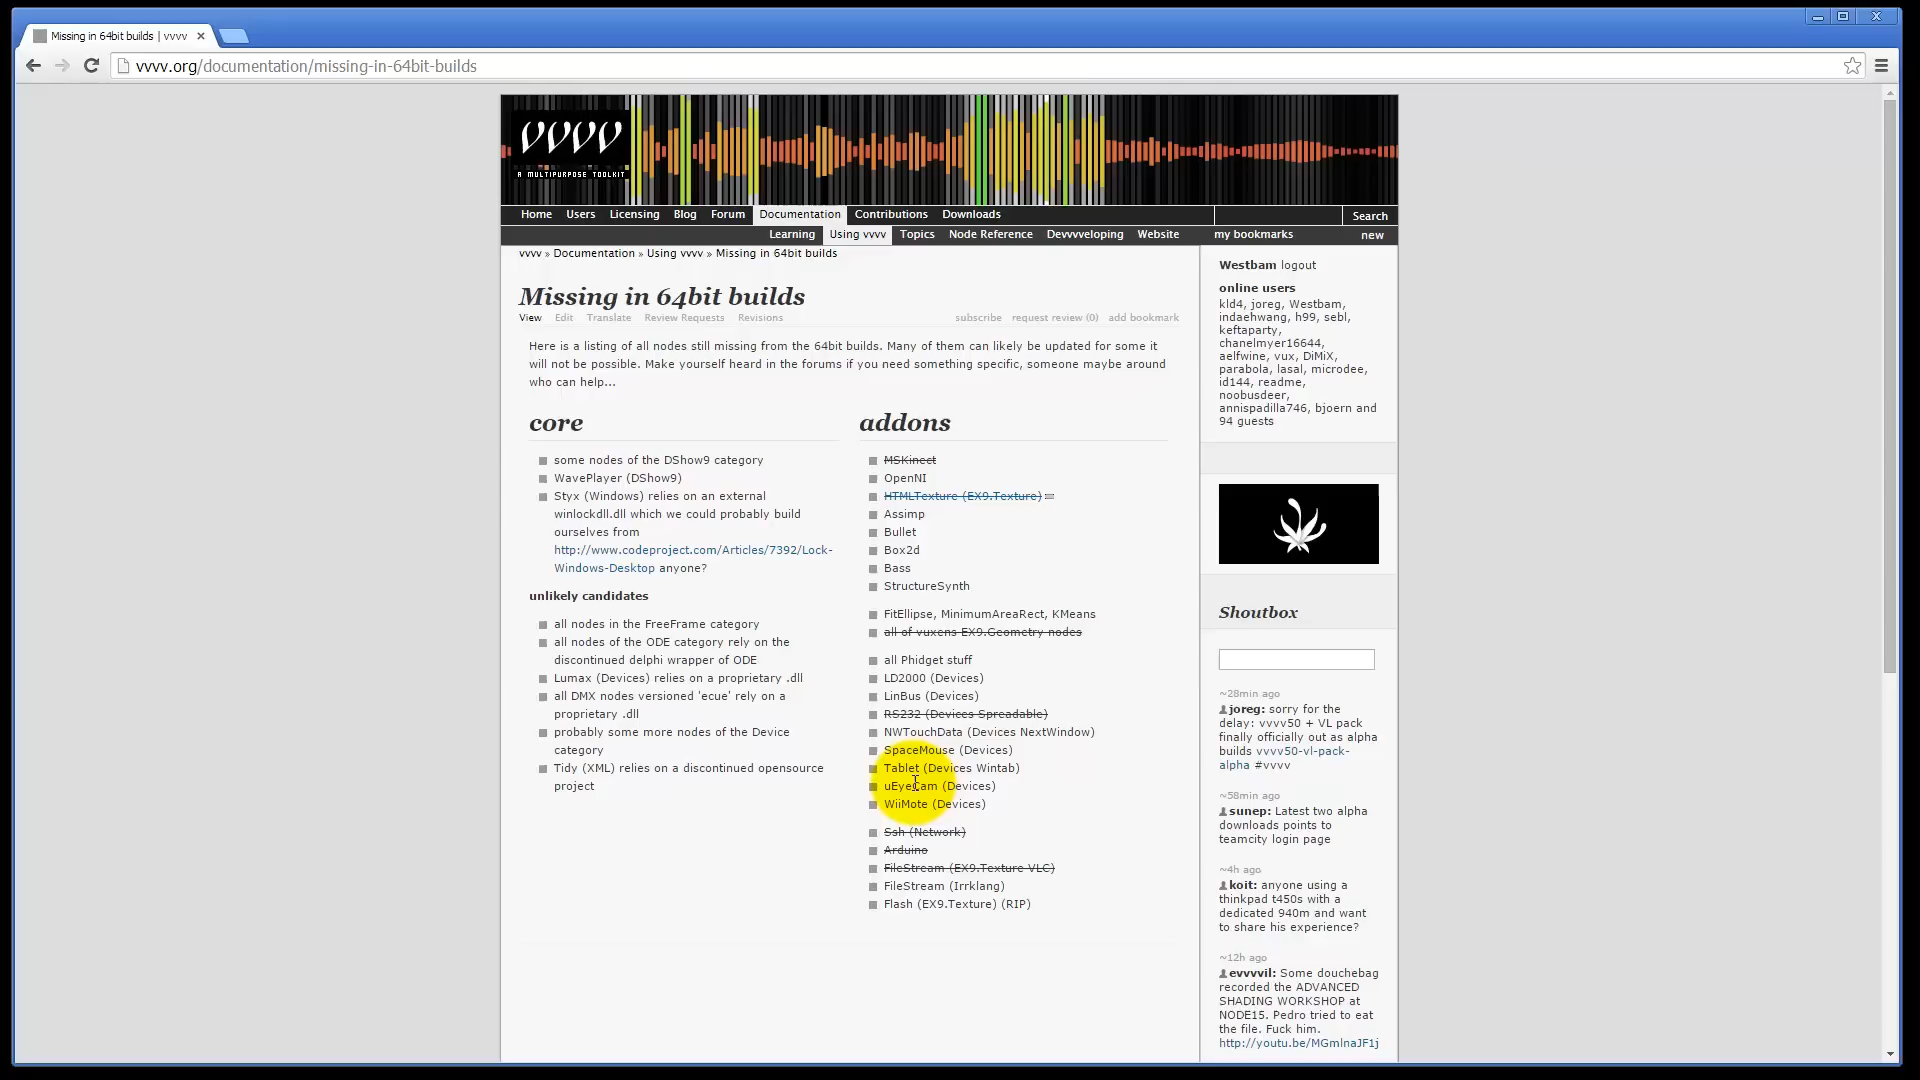 Missing in 64bit builds | vvvv
vvvv.org/documentation/missing-in-64bit-builds
vvvv
A MULTIPURPOSE TOOLKIT
Home Users Licensing Blog Forum Documentation Contributions Downloads Search
Learning Using vvvv Topics Node Reference Devvvveloping Website my bookmarks new
vvvv » Documentation » Using vvvv » Missing in 64bit builds
Missing in 64bit builds
View Edit Translate Review Requests Revisions subscribe request review (0) add bookmark
Here is a listing of all nodes still missing from the 64bit builds. Many of them can likely be updated for some it
will not be possible. Make yourself heard in the forums if you need something specific, someone maybe around
who can help...
core
some nodes of the DShow9 category
WavePlayer (DShow9)
Styx (Windows) relies on an external
winlockdll.dll which we could probably build
ourselves from
http://www.codeproject.com/Articles/7392/Lock-
Windows-Desktop anyone?
unlikely candidates
all nodes in the FreeFrame category
all nodes of the ODE category rely on the
discontinued delphi wrapper of ODE
Lumax (Devices) relies on a proprietary .dll
all DMX nodes versioned 'ecue' rely on a
proprietary .dll
probably some more nodes of the Device
category
Tidy (XML) relies on a discontinued opensource
project
addons
MSKinect
OpenNI
HTMLTexture (EX9.Texture)
Assimp
Bullet
Box2d
Bass
StructureSynth
FitEllipse, MinimumAreaRect, KMeans
all of vuxens EX9.Geometry nodes
all Phidget stuff
LD2000 (Devices)
LinBus (Devices)
RS232 (Devices Spreadable)
NWTouchData (Devices NextWindow)
SpaceMouse (Devices)
Tablet (Devices Wintab)
uEyeCam (Devices)
WiiMote (Devices)
Ssh (Network)
Arduino
FileStream (EX9.Texture VLC)
FileStream (Irrklang)
Flash (EX9.Texture) (RIP)
Westbam logout
online users
kld4, joreg, Westbam,
indaehwang, h99, sebl,
keftaparty,
chanelmyer16644,
aelfwine, vux, DiMiX,
parabola, lasal, microdee,
id144, readme,
noobusdeer,
annispadilla746, bjoern and
94 guests
Shoutbox
~28min ago
joreg: sorry for the
delay: vvvv50 + VL pack
finally officially out as alpha
builds vvvv50-vl-pack-
alpha #vvvv
~58min ago
sunep: Latest two alpha
downloads points to
teamcity login page
~4h ago
koit: anyone using a
thinkpad t450s with a
dedicated 940m and want
to share his experience?
~12h ago
evvvvil: Some douchebag
recorded the ADVANCED
SHADING WORKSHOP at
NODE15. Pedro tried to eat
the file. Fuck him.
http://youtu.be/MGmlnaJF1j